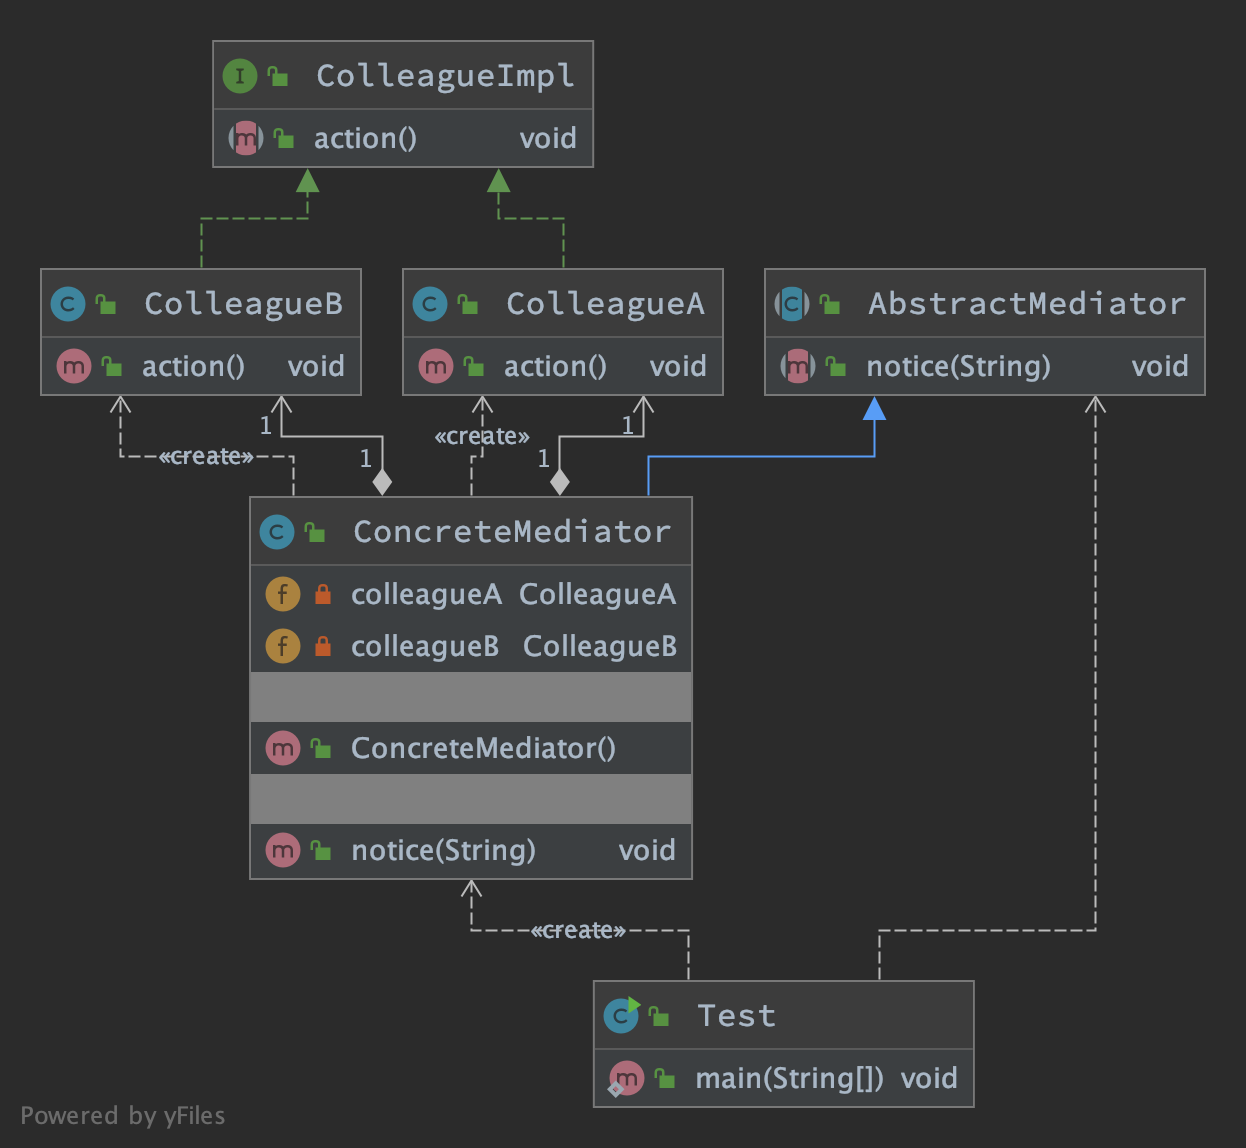 I ColleagueImpl
m action() void
C ColleagueB
m action() void
C ColleagueA
m action() void
C AbstractMediator
m notice(String) void
1
1
«create»
«create»
1
1
C ConcreteMediator
f colleagueA ColleagueA
f colleagueB ColleagueB
m ConcreteMediator()
m notice(String) void
«create»
C Test
m main(String[]) void
Powered by yFiles